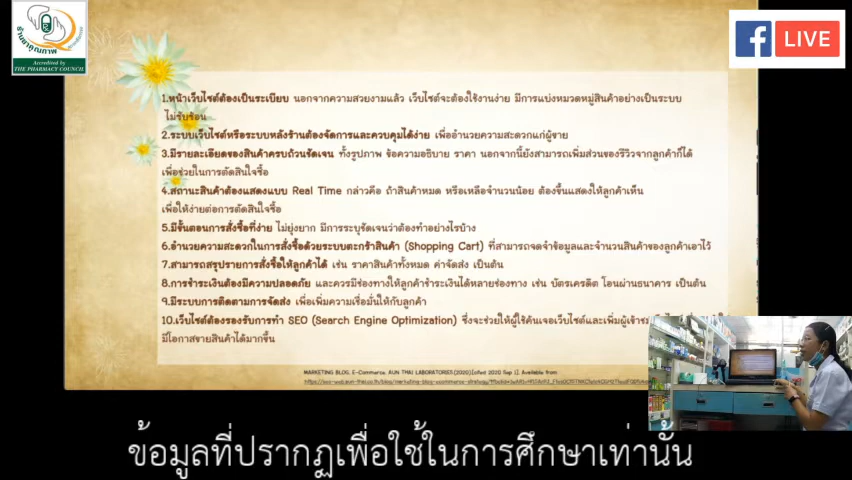 ร้านยาคุณภาพ
Accredited by
THE PHARMACY COUNCIL
f LIVE
1.หน้าเว็บไซต์ต้องเป็นระเบียบ นอกจากความสวยงามแล้ว เว็บไซต์จะต้องใช้งานง่าย มีการแบ่งหมวดหมู่สินค้าอย่างเป็นระบบ
ไม่ซับซ้อน
2.ระบบเว็บไซต์หรือระบบหลังร้านต้องจัดการและควบคุมได้ง่าย เพื่ออำนวยความสะดวกแก่ผู้ขาย
3.มีรายละเอียดของสินค้าครบถ้วนชัดเจน ทั้งรูปภาพ ข้อความอธิบาย ราคา นอกจากนี้ยังสามารถเพิ่มส่วนของรีวิวจากลูกค้าก็ได้
เพื่อช่วยในการตัดสินใจซื้อ
4.สถานะสินค้าต้องแสดงแบบ Real Time กล่าวคือ ถ้าสินค้าหมด หรือเหลือจำนวนน้อย ต้องขึ้นแสดงให้ลูกค้าเห็น
เพื่อให้ง่ายต่อการตัดสินใจซื้อ
5.มีขั้นตอนการสั่งซื้อที่ง่าย ไม่ยุ่งยาก มีการระบุชัดเจนว่าต้องทำอย่างไรบ้าง
6.อำนวยความสะดวกในการสั่งซื้อด้วยระบบตะกร้าสินค้า (Shopping Cart) ที่สามารถจดจำข้อมูลและจำนวนสินค้าของลูกค้าเอาไว้
7.สามารถสรุปรายการสั่งซื้อให้ลูกค้าได้ เช่น ราคาสินค้าทั้งหมด ค่าจัดส่ง เป็นต้น
8.การชำระเงินต้องมีความปลอดภัย และควรมีช่องทางให้ลูกค้าชำระเงินได้หลายช่องทาง เช่น บัตรเครดิต โอนผ่านธนาคาร เป็นต้น
9.มีระบบการติดตามการจัดส่ง เพื่อเพิ่มความเชื่อมั่นให้กับลูกค้า
10.เว็บไซต์ต้องรองรับการทำ SEO (Search Engine Optimization) ซึ่งจะช่วยให้ผู้ใช้ค้นเจอเว็บไซต์และเพิ่มผู้เข้าชม
มีโอกาสขายสินค้าได้มากขึ้น
MARKETING BLOG. E-Commerce. AUN THAI LABORATORIES.(2020).[cited 2020 Sep 1]. Available from:
ข้อมูลที่ปรากฏเพื่อใช้ในการศึกษาเท่านั้น